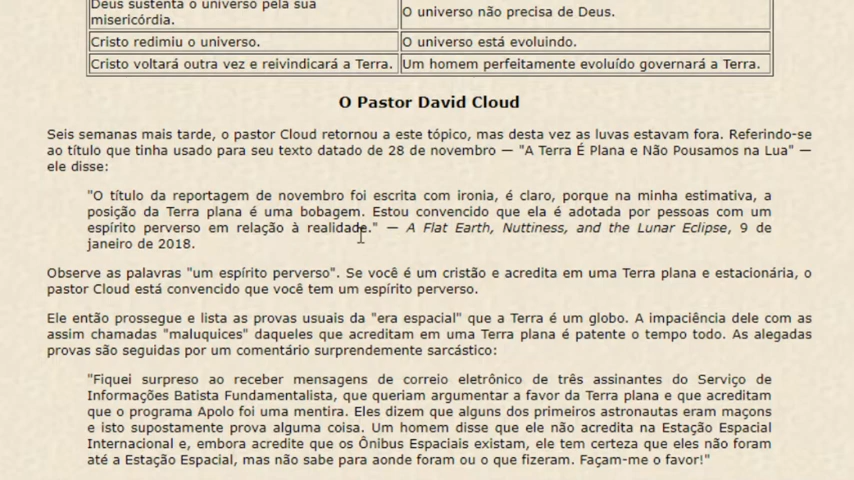 Deus sustenta o universo pela sua
misericórdia.
O universo não precisa de Deus.
Cristo redimiu o universo.
O universo está evoluindo.
Cristo voltará outra vez e reivindicará a Terra.
Um homem perfeitamente evoluído governará a Terra.
O Pastor David Cloud
Seis semanas mais tarde, o pastor Cloud retornou a este tópico, mas desta vez as luvas estavam fora. Referindo-se
ao título que tinha usado para seu texto datado de 28 de novembro — "A Terra É Plana e Não Pousamos na Lua" —
ele disse:
"O título da reportagem de novembro foi escrita com ironia, é claro, porque na minha estimativa, a
posição da Terra plana é uma bobagem. Estou convencido que ela é adotada por pessoas com um
espírito perverso em relação à realidade." — A Flat Earth, Nuttiness, and the Lunar Eclipse, 9 de
janeiro de 2018.
Observe as palavras "um espírito perverso". Se você é um cristão e acredita em uma Terra plana e estacionária, o
pastor Cloud está convencido que você tem um espírito perverso.
Ele então prossegue e lista as provas usuais da "era espacial" que a Terra é um globo. A impaciência dele com as
assim chamadas "maluquices" daqueles que acreditam em uma Terra plana é patente o tempo todo. As alegadas
provas são seguidas por um comentário surprendemente sarcástico:
"Fiquei surpreso ao receber mensagens de correio eletrônico de três assinantes do Serviço de
Informações Batista Fundamentalista, que queriam argumentar a favor da Terra plana e que acreditam
que o programa Apolo foi uma mentira. Eles dizem que alguns dos primeiros astronautas eram maçons
e isto supostamente prova alguma coisa. Um homem disse que ele não acredita na Estação Espacial
Internacional e, embora acredite que os Ônibus Espaciais existam, ele tem certeza que eles não foram
até a Estação Espacial, mas não sabe para aonde foram ou o que fizeram. Façam-me o favor!"